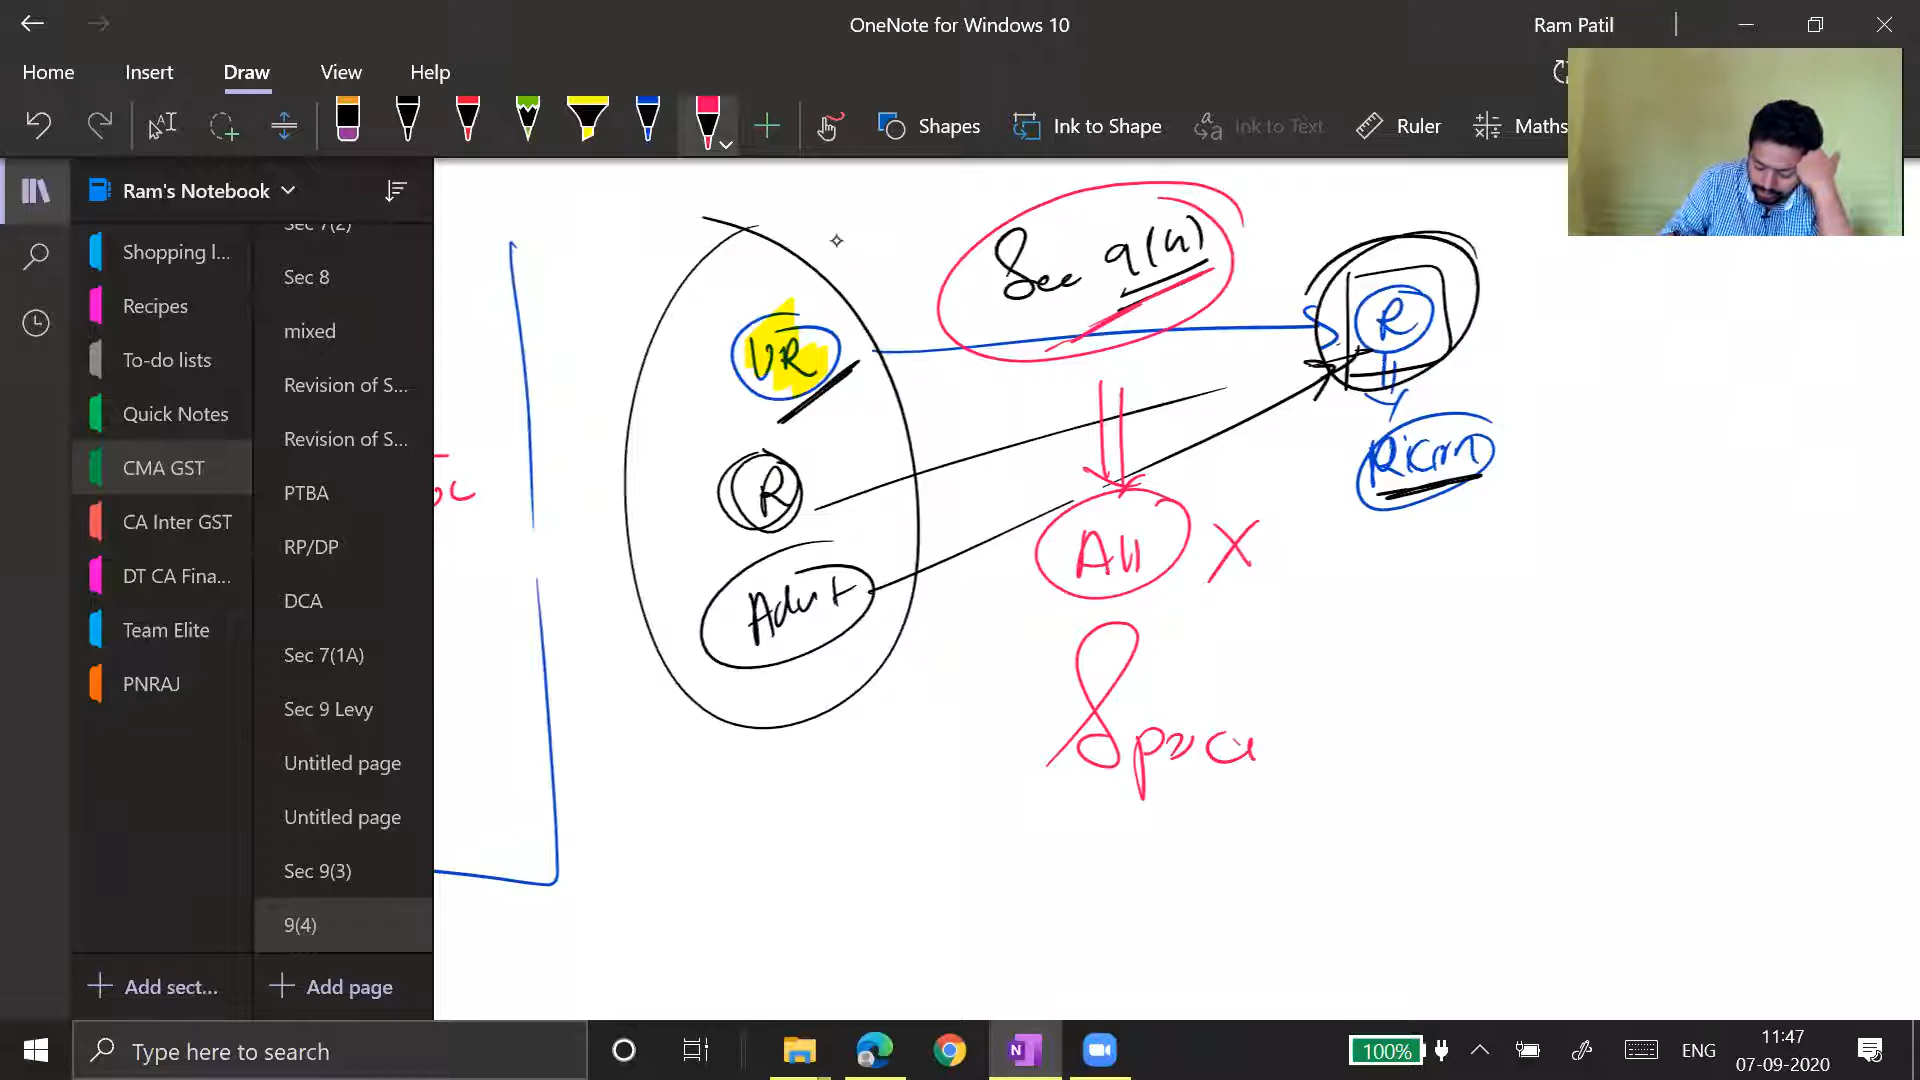 OneNote for Windows 10
Ram Patil
Home Insert Draw View Help
Shapes Ink to Shape Ink to Text Ruler Maths
Ram's Notebook
Shopping l...
Recipes
To-do lists
Quick Notes
CMA GST
CA Inter GST
DT CA Fina...
Team Elite
PNRAJ
Add sect...
Sec 7(2)
Sec 8
mixed
Revision of S...
Revision of S...
PTBA
RP/DP
DCA
Sec 7(1A)
Sec 9 Levy
Untitled page
Untitled page
Sec 9(3)
9(4)
Add page
Sec 9(4)
UR
R
R
RCM
All X
Type here to search
100%
ENG
11:47
07-09-2020